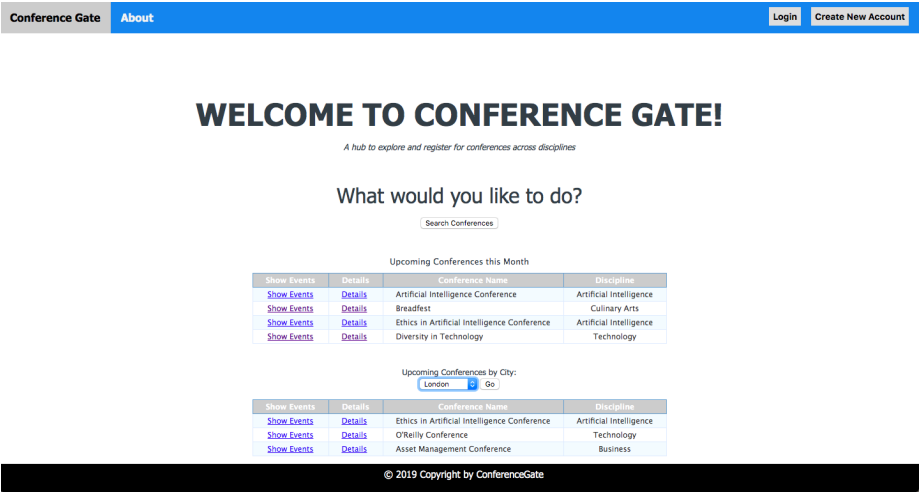 Conference Gate About Login Create New Account
WELCOME TO CONFERENCE GATE!
A hub to explore and register for conferences across disciplines
What would you like to do?
Search Conferences
Upcoming Conferences this Month
Show Events Details Conference Name Discipline
Show Events Details Artificial Intelligence Conference Artificial Intelligence
Show Events Details Breadfest Culinary Arts
Show Events Details Ethics in Artificial Intelligence Conference Artificial Intelligence
Show Events Details Diversity in Technology Technology
Upcoming Conferences by City:
London Go
Show Events Details Conference Name Discipline
Show Events Details Ethics in Artificial Intelligence Conference Artificial Intelligence
Show Events Details O'Reilly Conference Technology
Show Events Details Asset Management Conference Business
© 2019 Copyright by ConferenceGate